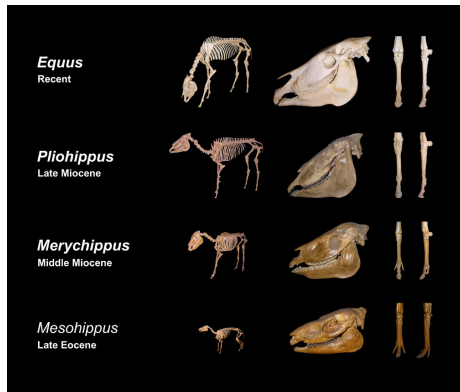 Equus
Recent
Pliohippus
Late Miocene
Merychippus
Middle Miocene
Mesohippus
Late Eocene